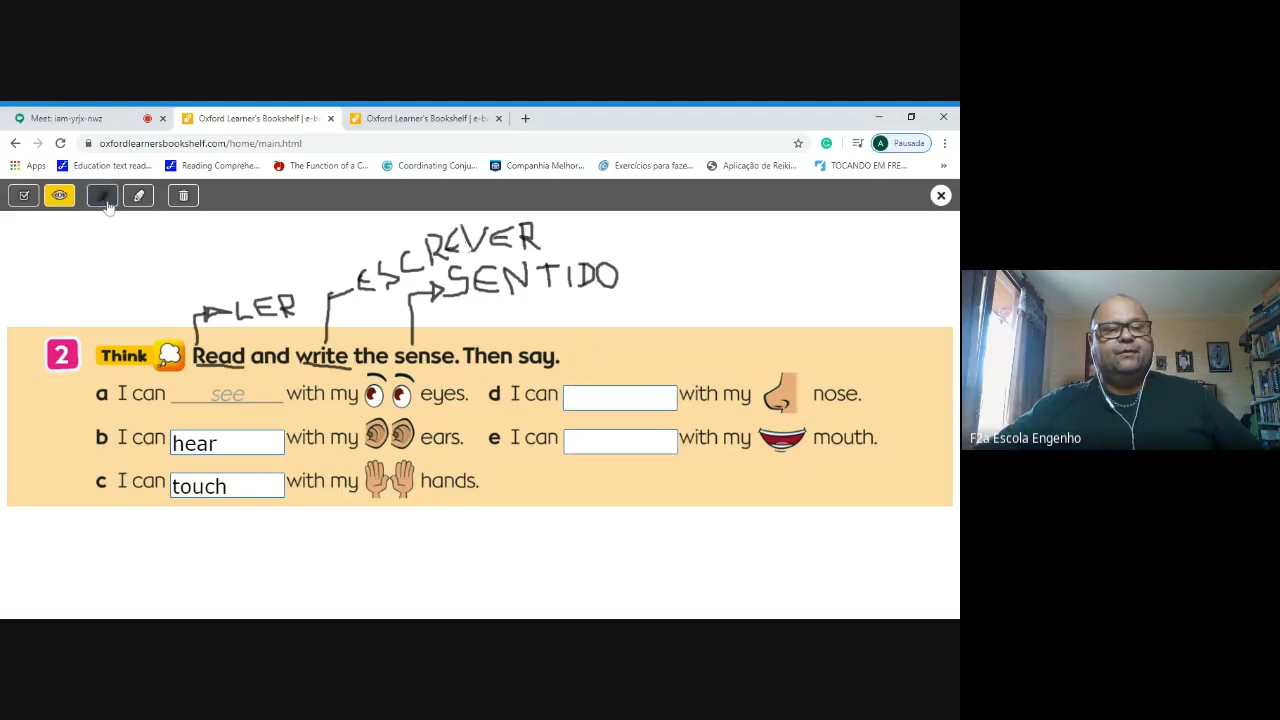 Meet: iam-yrjx-nwz
Oxford Learner's Bookshelf | e-b
Oxford Learner's Bookshelf | e-b
oxfordlearnersbookshelf.com/home/main.html
A Pausada
Apps Education text read... Reading Comprehe... The Function of a C... Coordinating Conju... Companhia Melhor... Exercícios para faze... Aplicação de Reiki... TOCANDO EM FRE... »
ESCREVER
SENTIDO
LER
2 Think Read and write the sense. Then say.
a I can see with my eyes.
b I can hear with my ears.
c I can touch with my hands.
d I can with my nose.
e I can with my mouth.
F2a Escola Engenho